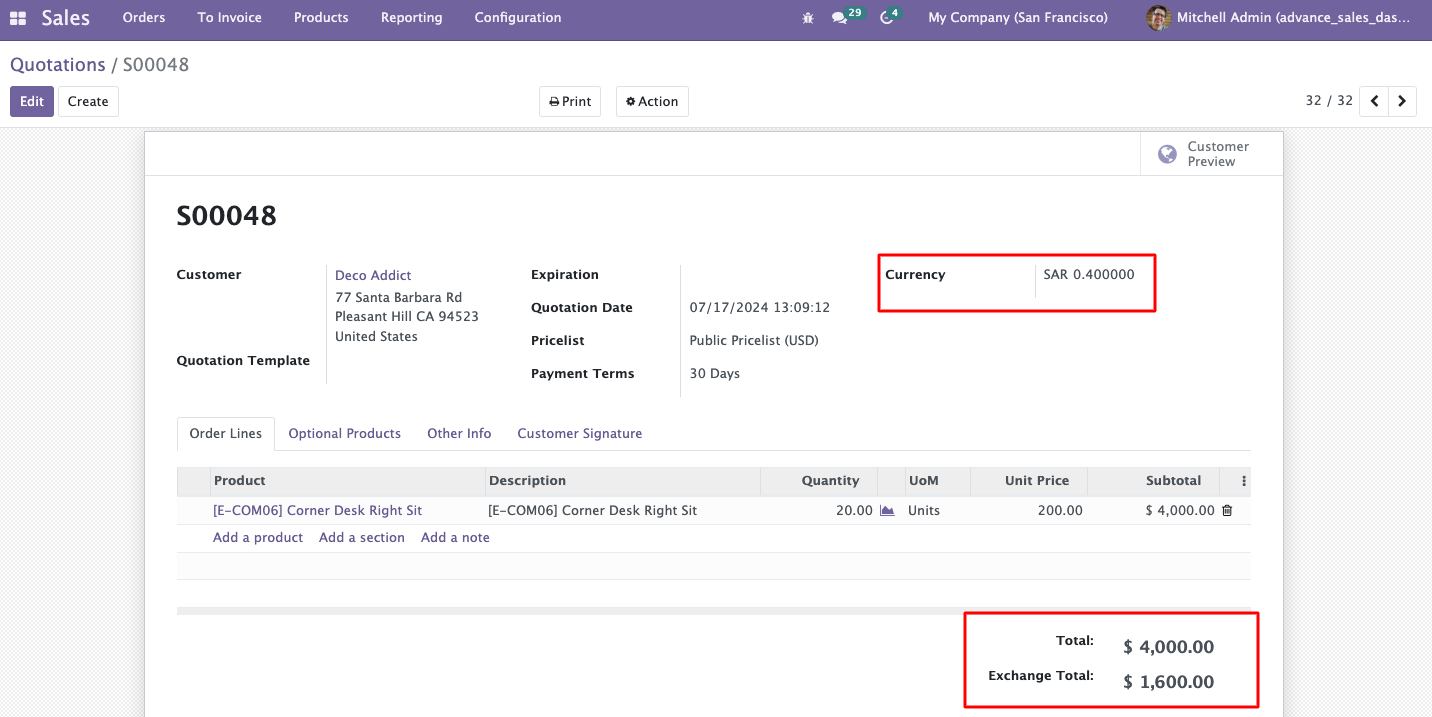 Sales Orders To Invoice Products Reporting Configuration 29 4 My Company (San Francisco) Mitchell Admin (advance_sales_das...
Quotations / S00048
Edit Create Print Action 32 / 32
Customer
Preview
S00048
Customer Deco Addict
77 Santa Barbara Rd
Pleasant Hill CA 94523
United States
Quotation Template
Expiration
Quotation Date 07/17/2024 13:09:12
Pricelist Public Pricelist (USD)
Payment Terms 30 Days
Currency SAR 0.400000
Order Lines Optional Products Other Info Customer Signature
Product Description Quantity UoM Unit Price Subtotal
[E-COM06] Corner Desk Right Sit [E-COM06] Corner Desk Right Sit 20.00 Units 200.00 $ 4,000.00
Add a product Add a section Add a note
Total: $ 4,000.00
Exchange Total: $ 1,600.00